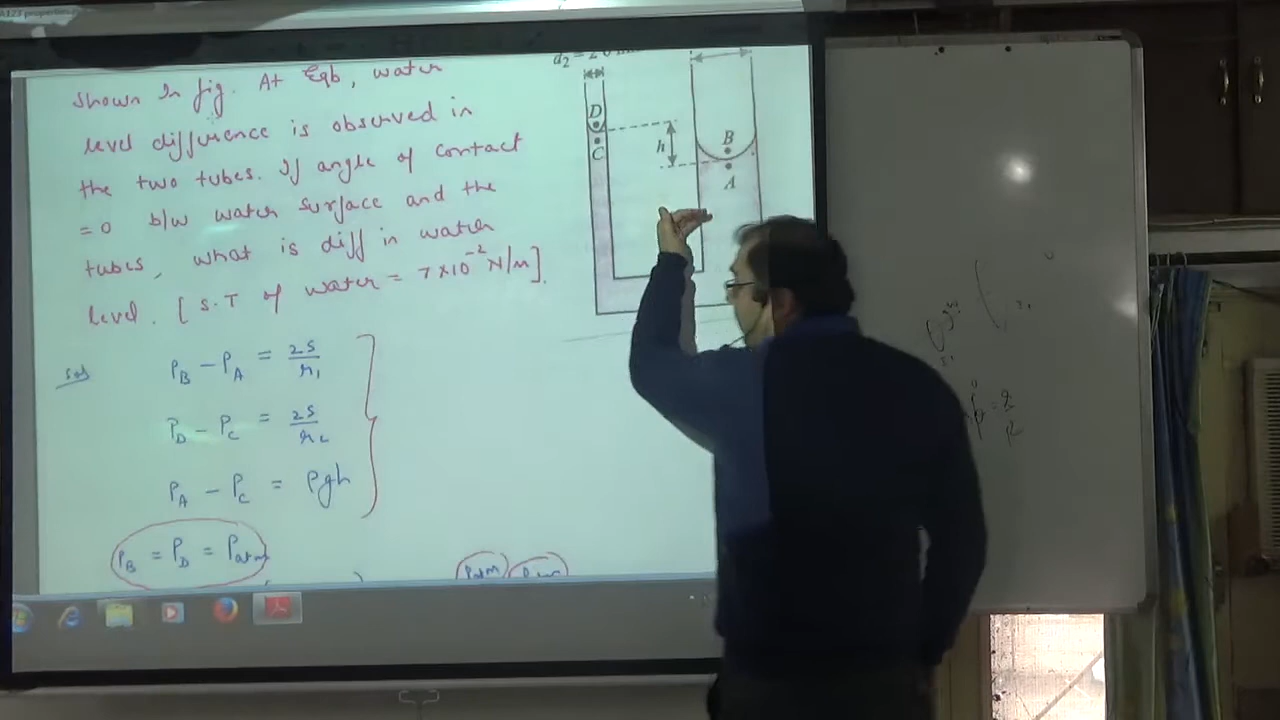 shown In fig. At Eqb, water
level difference is observed in
the two tubes. If angle of contact
=0 b/w water surface and the
tubes, what is diff in water
level. [S.T of water = 7×10⁻² N/m].
Sol
P_B - P_A = 2S/r₁
P_D - P_C = 2S/r₂
P_A - P_C = ρgh
P_B = P_D = P_atm
P_atm
D
C
h
B
A